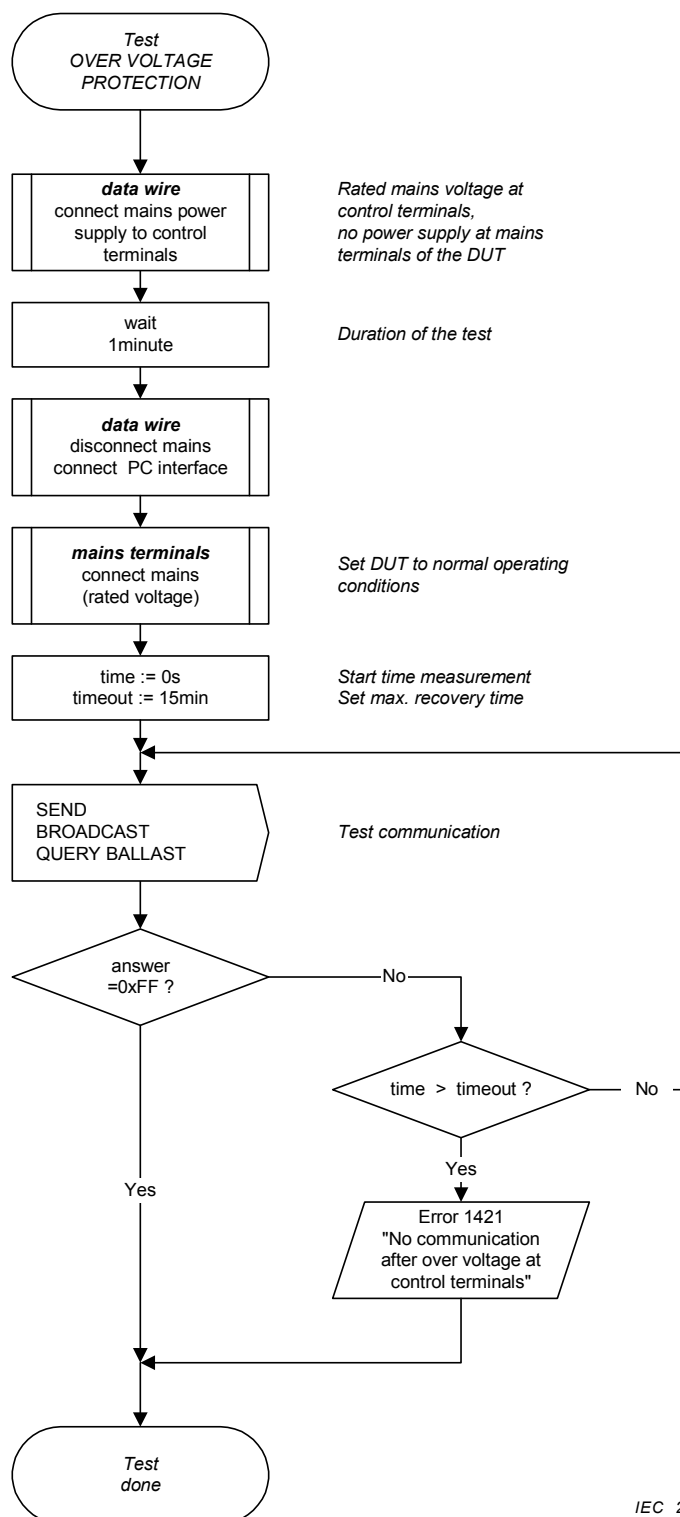 Test
OVER VOLTAGE
PROTECTION
data wire
connect mains power
supply to control
terminals
Rated mains voltage at
control terminals,
no power supply at mains
terminals of the DUT
wait
1minute
Duration of the test
data wire
disconnect mains
connect PC interface
mains terminals
connect mains
(rated voltage)
Set DUT to normal operating
conditions
time := 0s
timeout := 15min
Start time measurement
Set max. recovery time
SEND
BROADCAST
QUERY BALLAST
Test communication
answer
=0xFF ?
No
time > timeout ?
No
Yes
Yes
Error 1421
"No communication
after over voltage at
control terminals"
Test
done
IEC 2